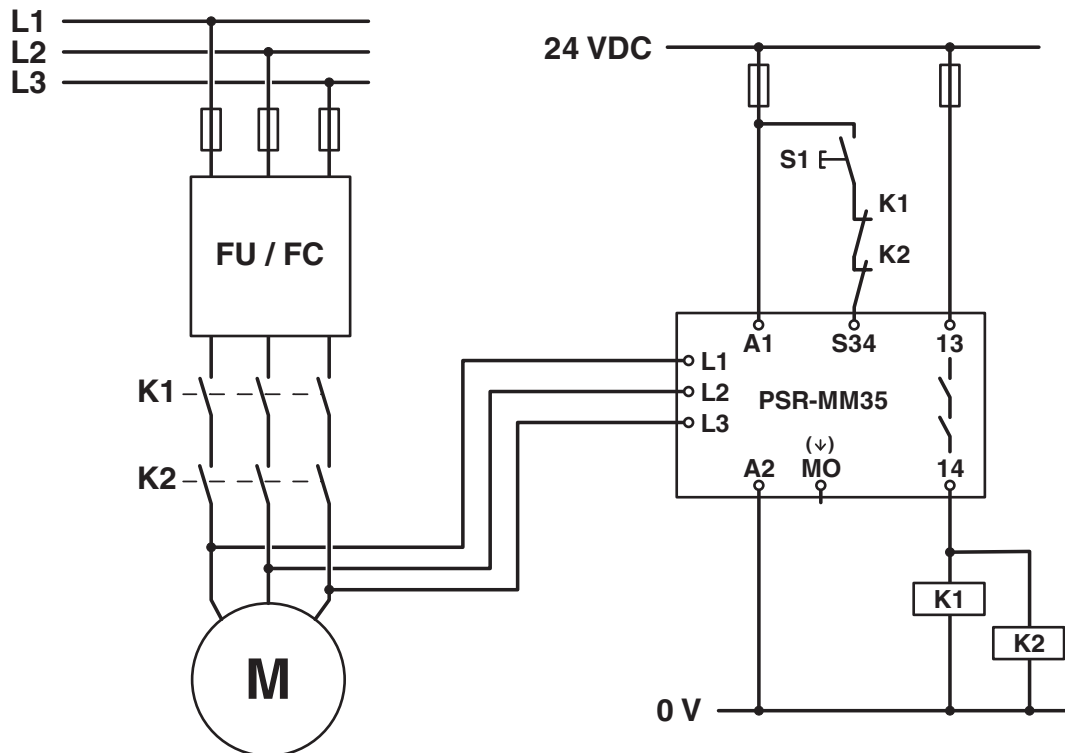 L1
L2
L3
24 VDC
S1
K1
FU / FC
K2
A1
S34
13
L1
K1
L2
PSR-MM35
L3
(↓)
K2
A2
MO
14
K1
K2
M
0 V